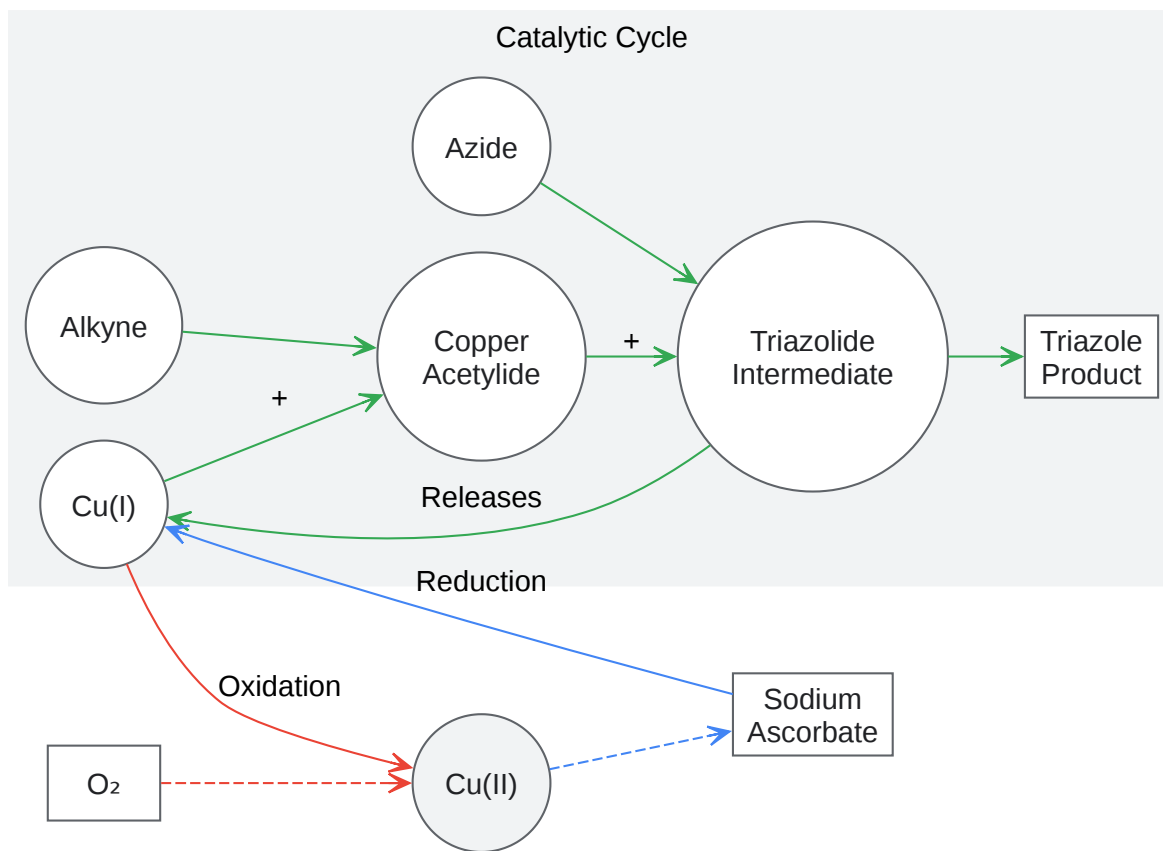 Catalytic Cycle
Azide
Alkyne
Copper
Acetylide
+
Triazolide
Intermediate
Triazole
Product
+
Cu(I)
Releases
Reduction
Oxidation
Sodium
Ascorbate
O₂
Cu(II)